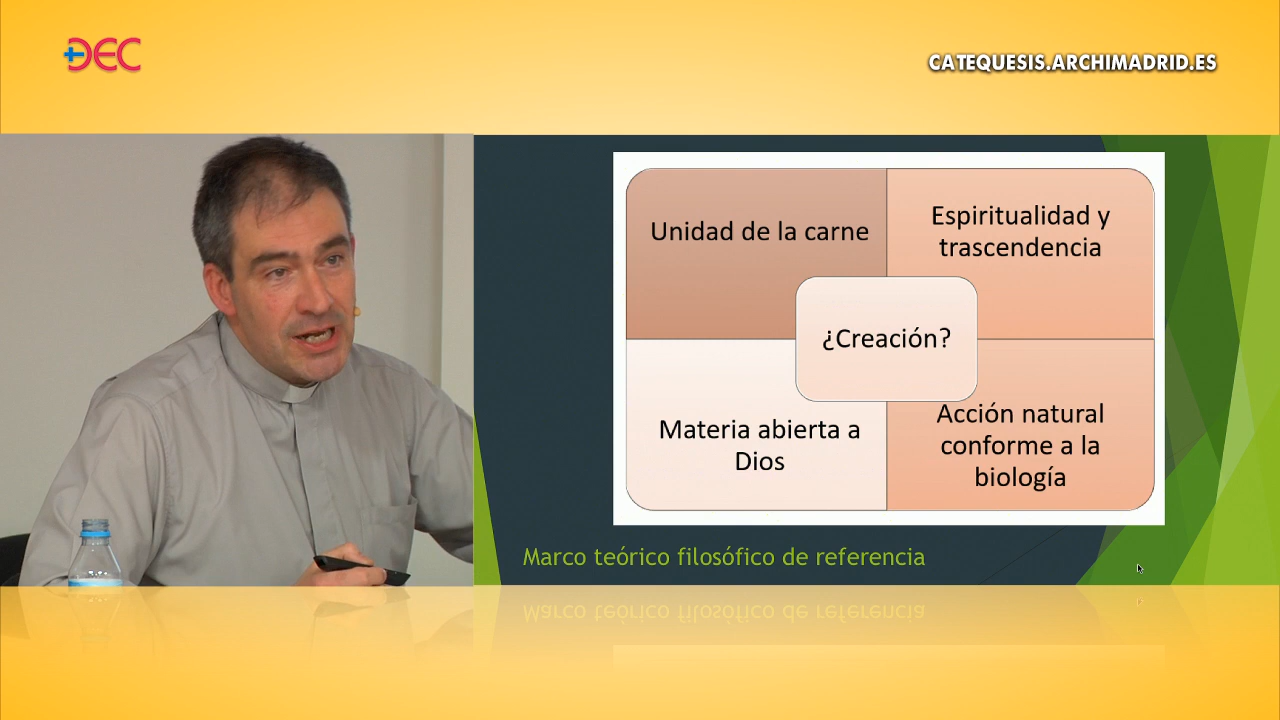 DEC
CATEQUESIS.ARCHIMADRID.ES
Unidad de la carne
Espiritualidad y
trascendencia
¿Creación?
Materia abierta a
Dios
Acción natural
conforme a la
biología
Marco teórico filosófico de referencia